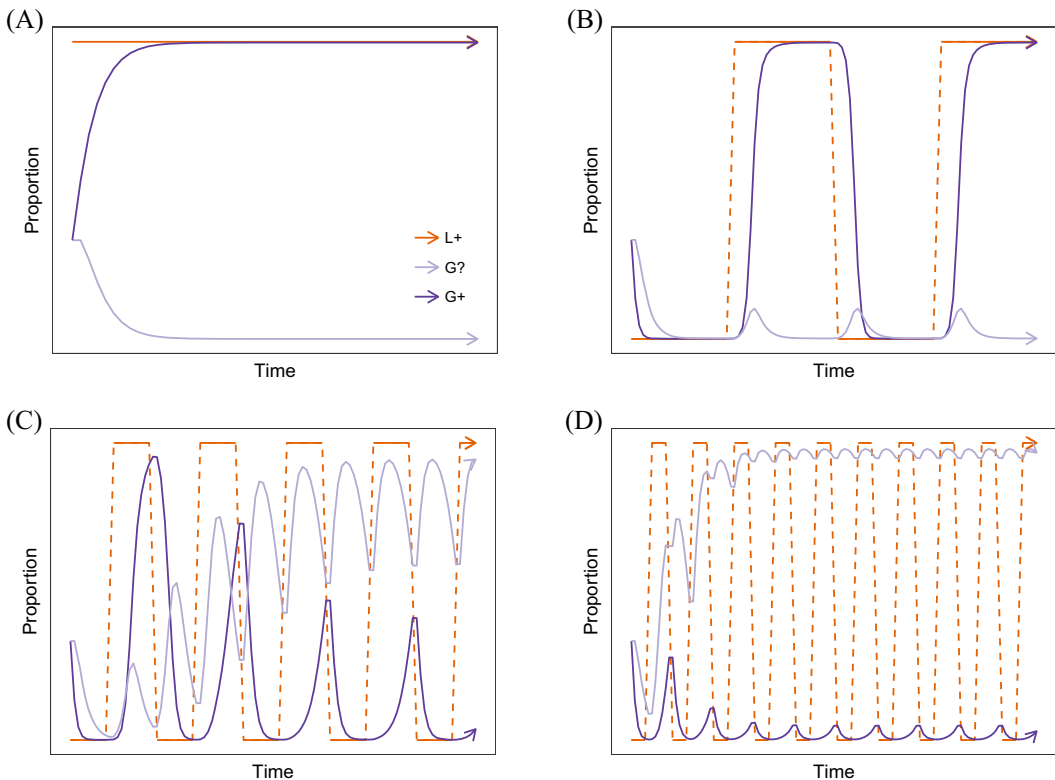 (A)
Proportion
L+
G?
G+
Time
(B)
Proportion
Time
(C)
Proportion
Time
(D)
Proportion
Time